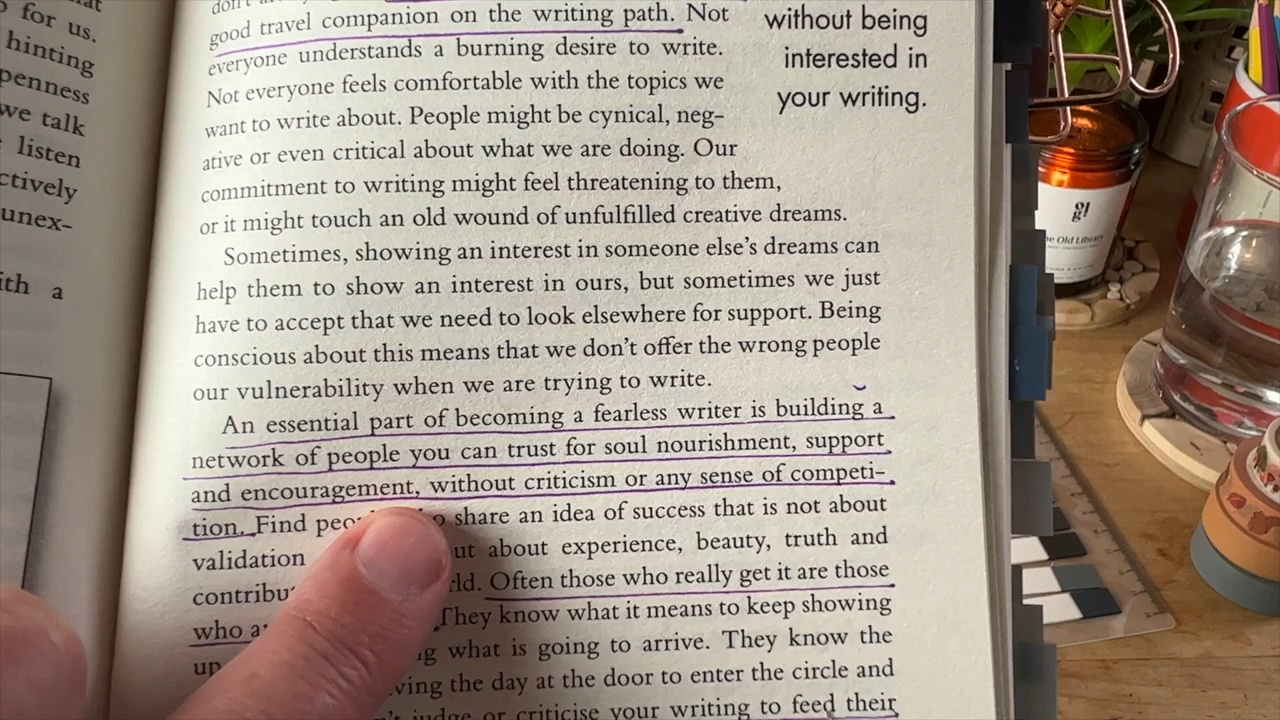 for us.
hinting
penness
we talk
listen
ctively
unex-
ith a
good travel companion on the writing path. Not
everyone understands a burning desire to write.
Not everyone feels comfortable with the topics we
want to write about. People might be cynical, neg-
ative or even critical about what we are doing. Our
commitment to writing might feel threatening to them,
or it might touch an old wound of unfulfilled creative dreams.
Sometimes, showing an interest in someone else's dreams can
help them to show an interest in ours, but sometimes we just
have to accept that we need to look elsewhere for support. Being
conscious about this means that we don't offer the wrong people
our vulnerability when we are trying to write.
An essential part of becoming a fearless writer is building a
network of people you can trust for soul nourishment, support
and encouragement, without criticism or any sense of competi-
tion. Find share an idea of success that is not about
validation about experience, beauty, truth and
Often those who really get it are those
who They know what it means to keep showing
up what is going to arrive. They know the
the day at the door to enter the circle and
judge or criticise your writing to feed their
without being
interested in
your writing.
g!
The Old Library